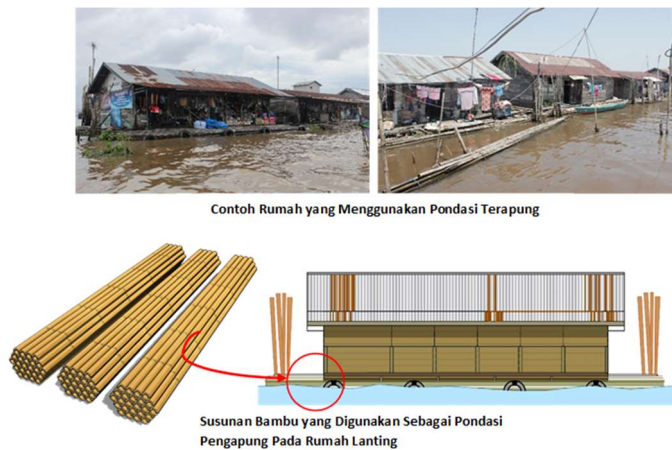 Contoh Rumah yang Menggunakan Pondasi Terapung
Susunan Bambu yang Digunakan Sebagai Pondasi
Pengapung Pada Rumah Lanting